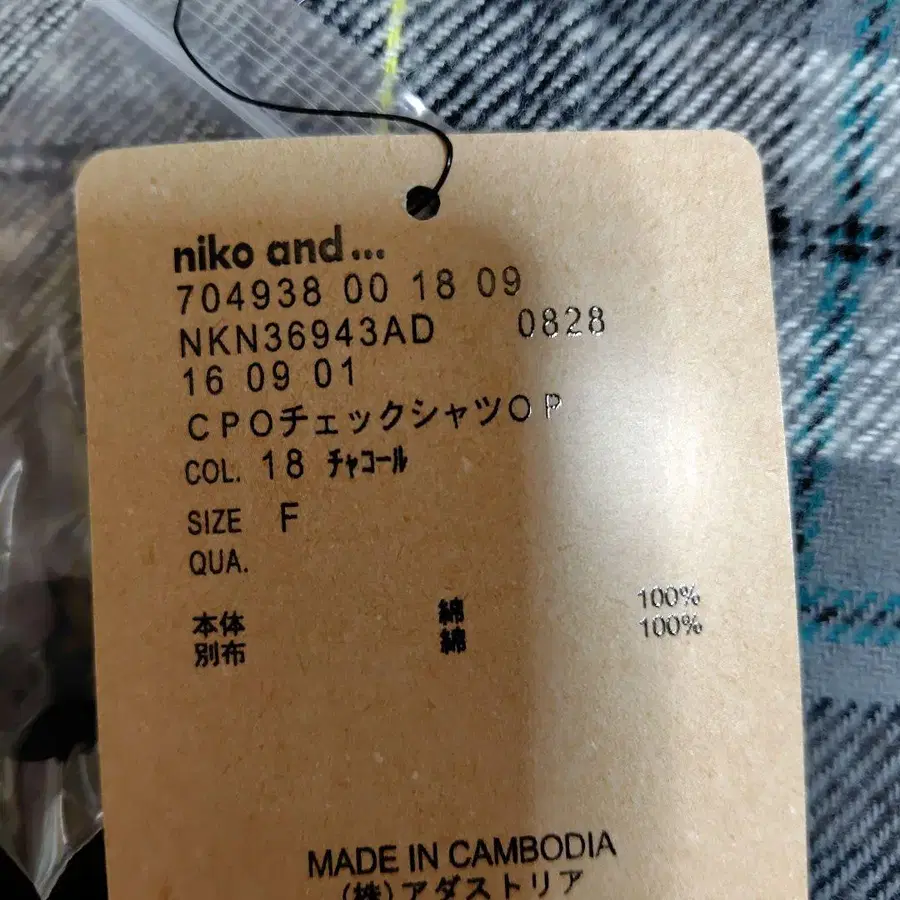 niko and...
704938 00 18 09
NKN36943AD 0828
16 09 01
CPOチェックシャツOP
COL. 18 ﾁｬｺｰﾙ
SIZE F
QUA.
本体 綿 100%
別布 綿 100%
MADE IN CAMBODIA
(株)アダストリア